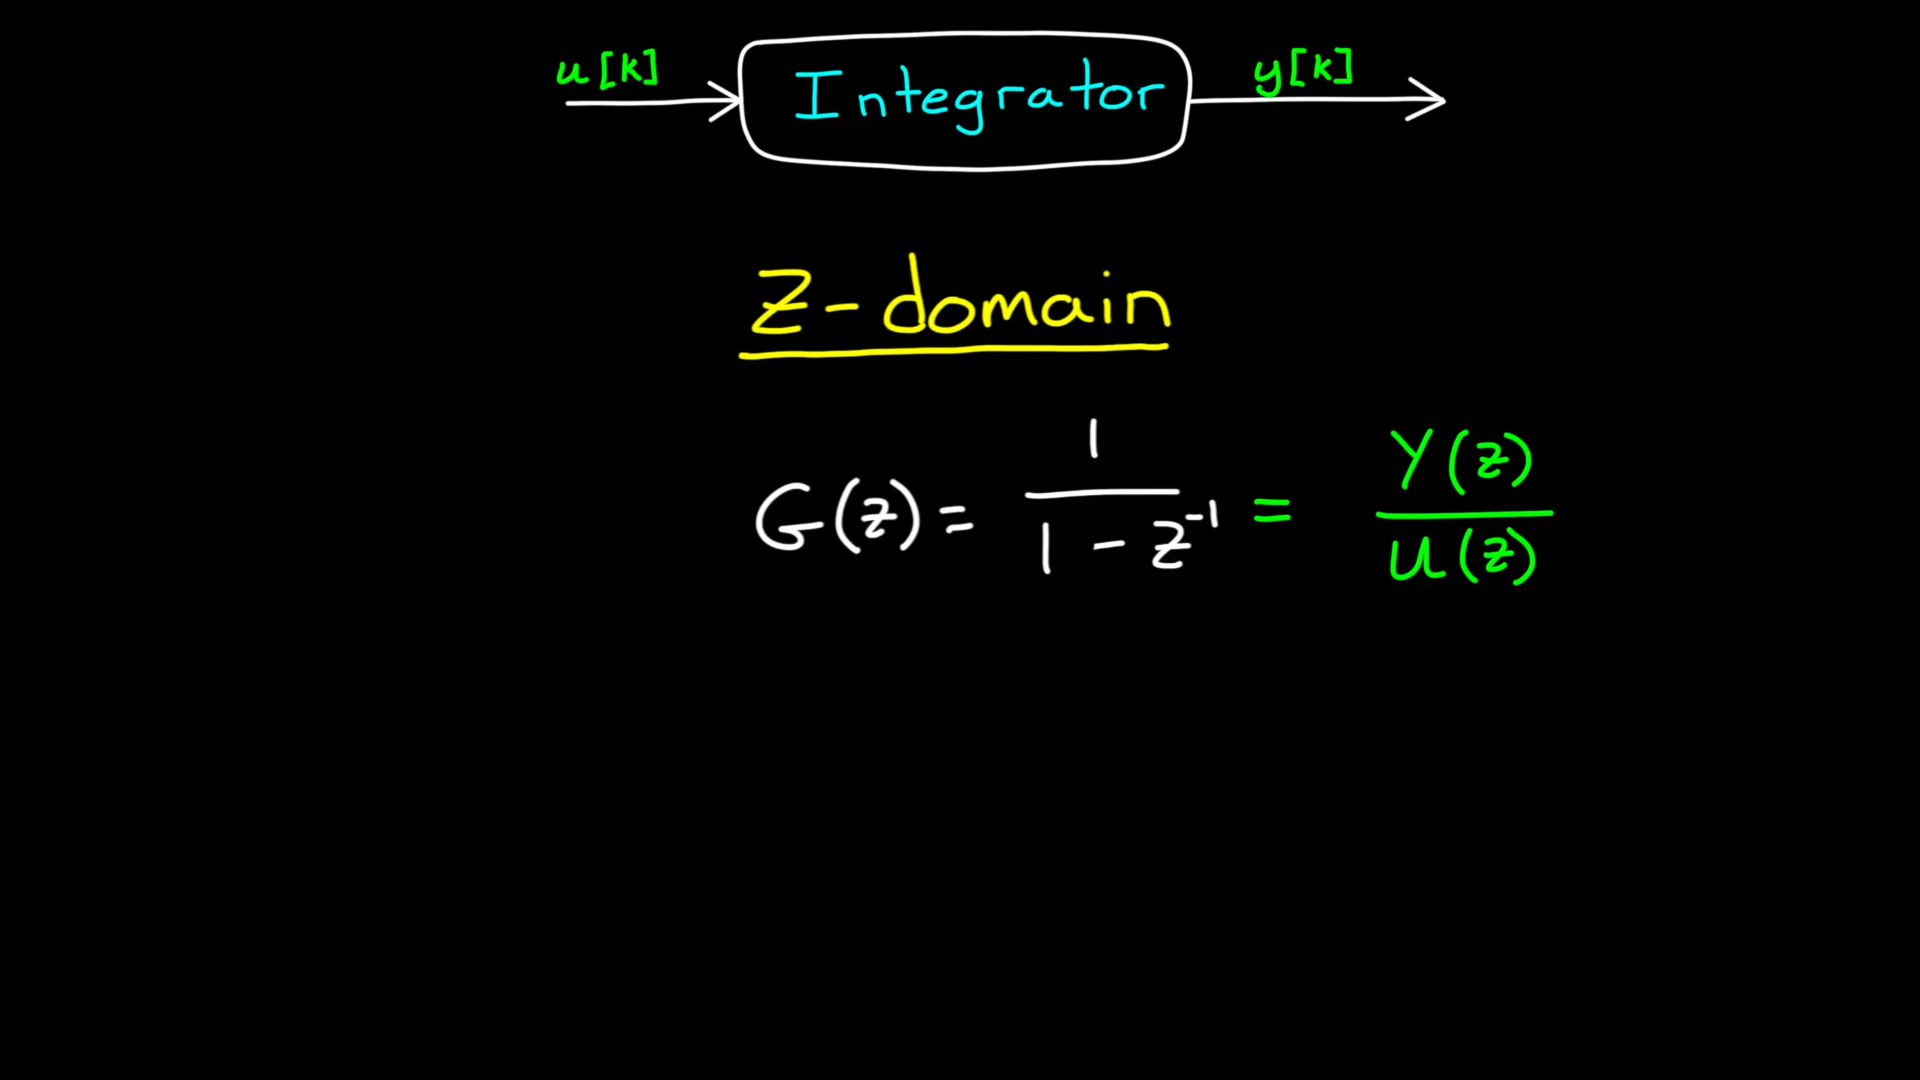 u[k] Integrator y[k]
Z-domain
G(z) = 1 / (1 - z⁻¹) = Y(z) / U(z)